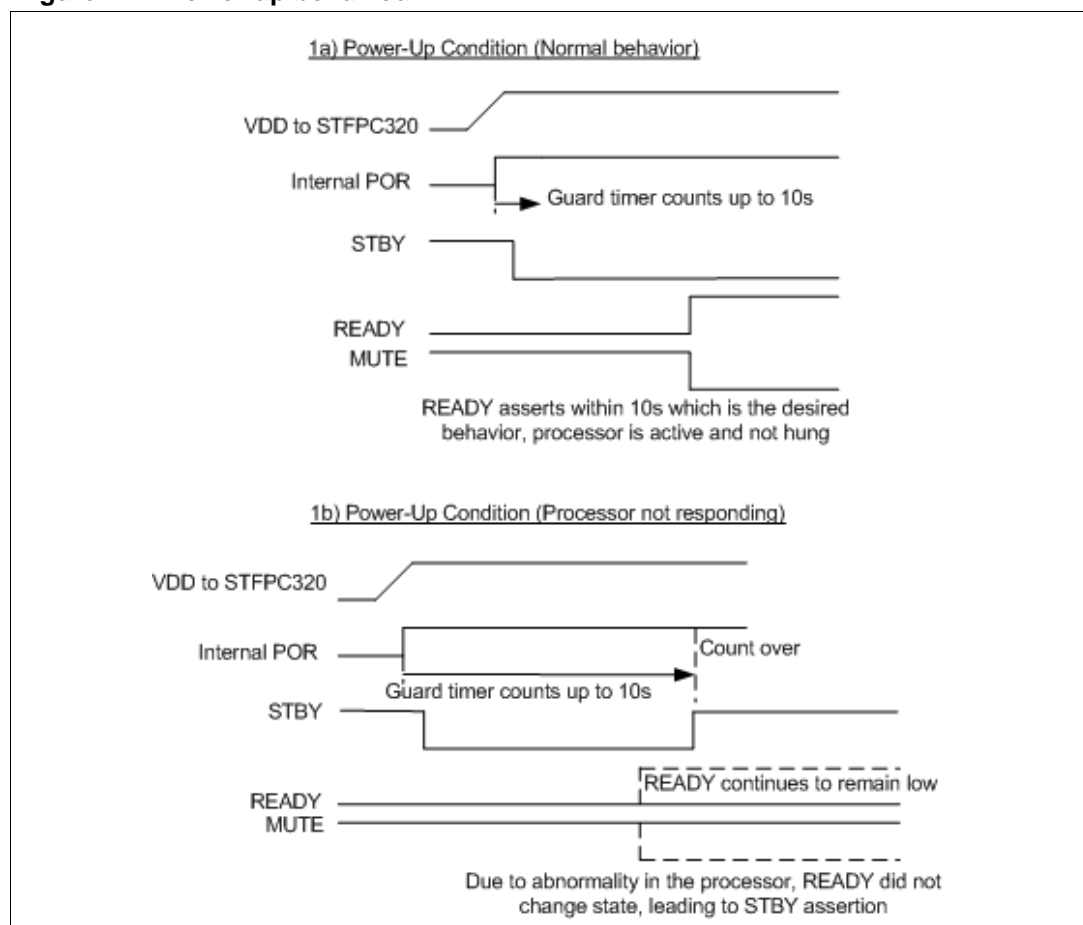 1a) Power-Up Condition (Normal behavior)
VDD to STFPC320
Internal POR
Guard timer counts up to 10s
STBY
READY
MUTE
READY asserts within 10s which is the desired
behavior, processor is active and not hung
1b) Power-Up Condition (Processor not responding)
VDD to STFPC320
Internal POR
Count over
Guard timer counts up to 10s
STBY
READY continues to remain low
READY
MUTE
Due to abnormality in the processor, READY did not
change state, leading to STBY assertion